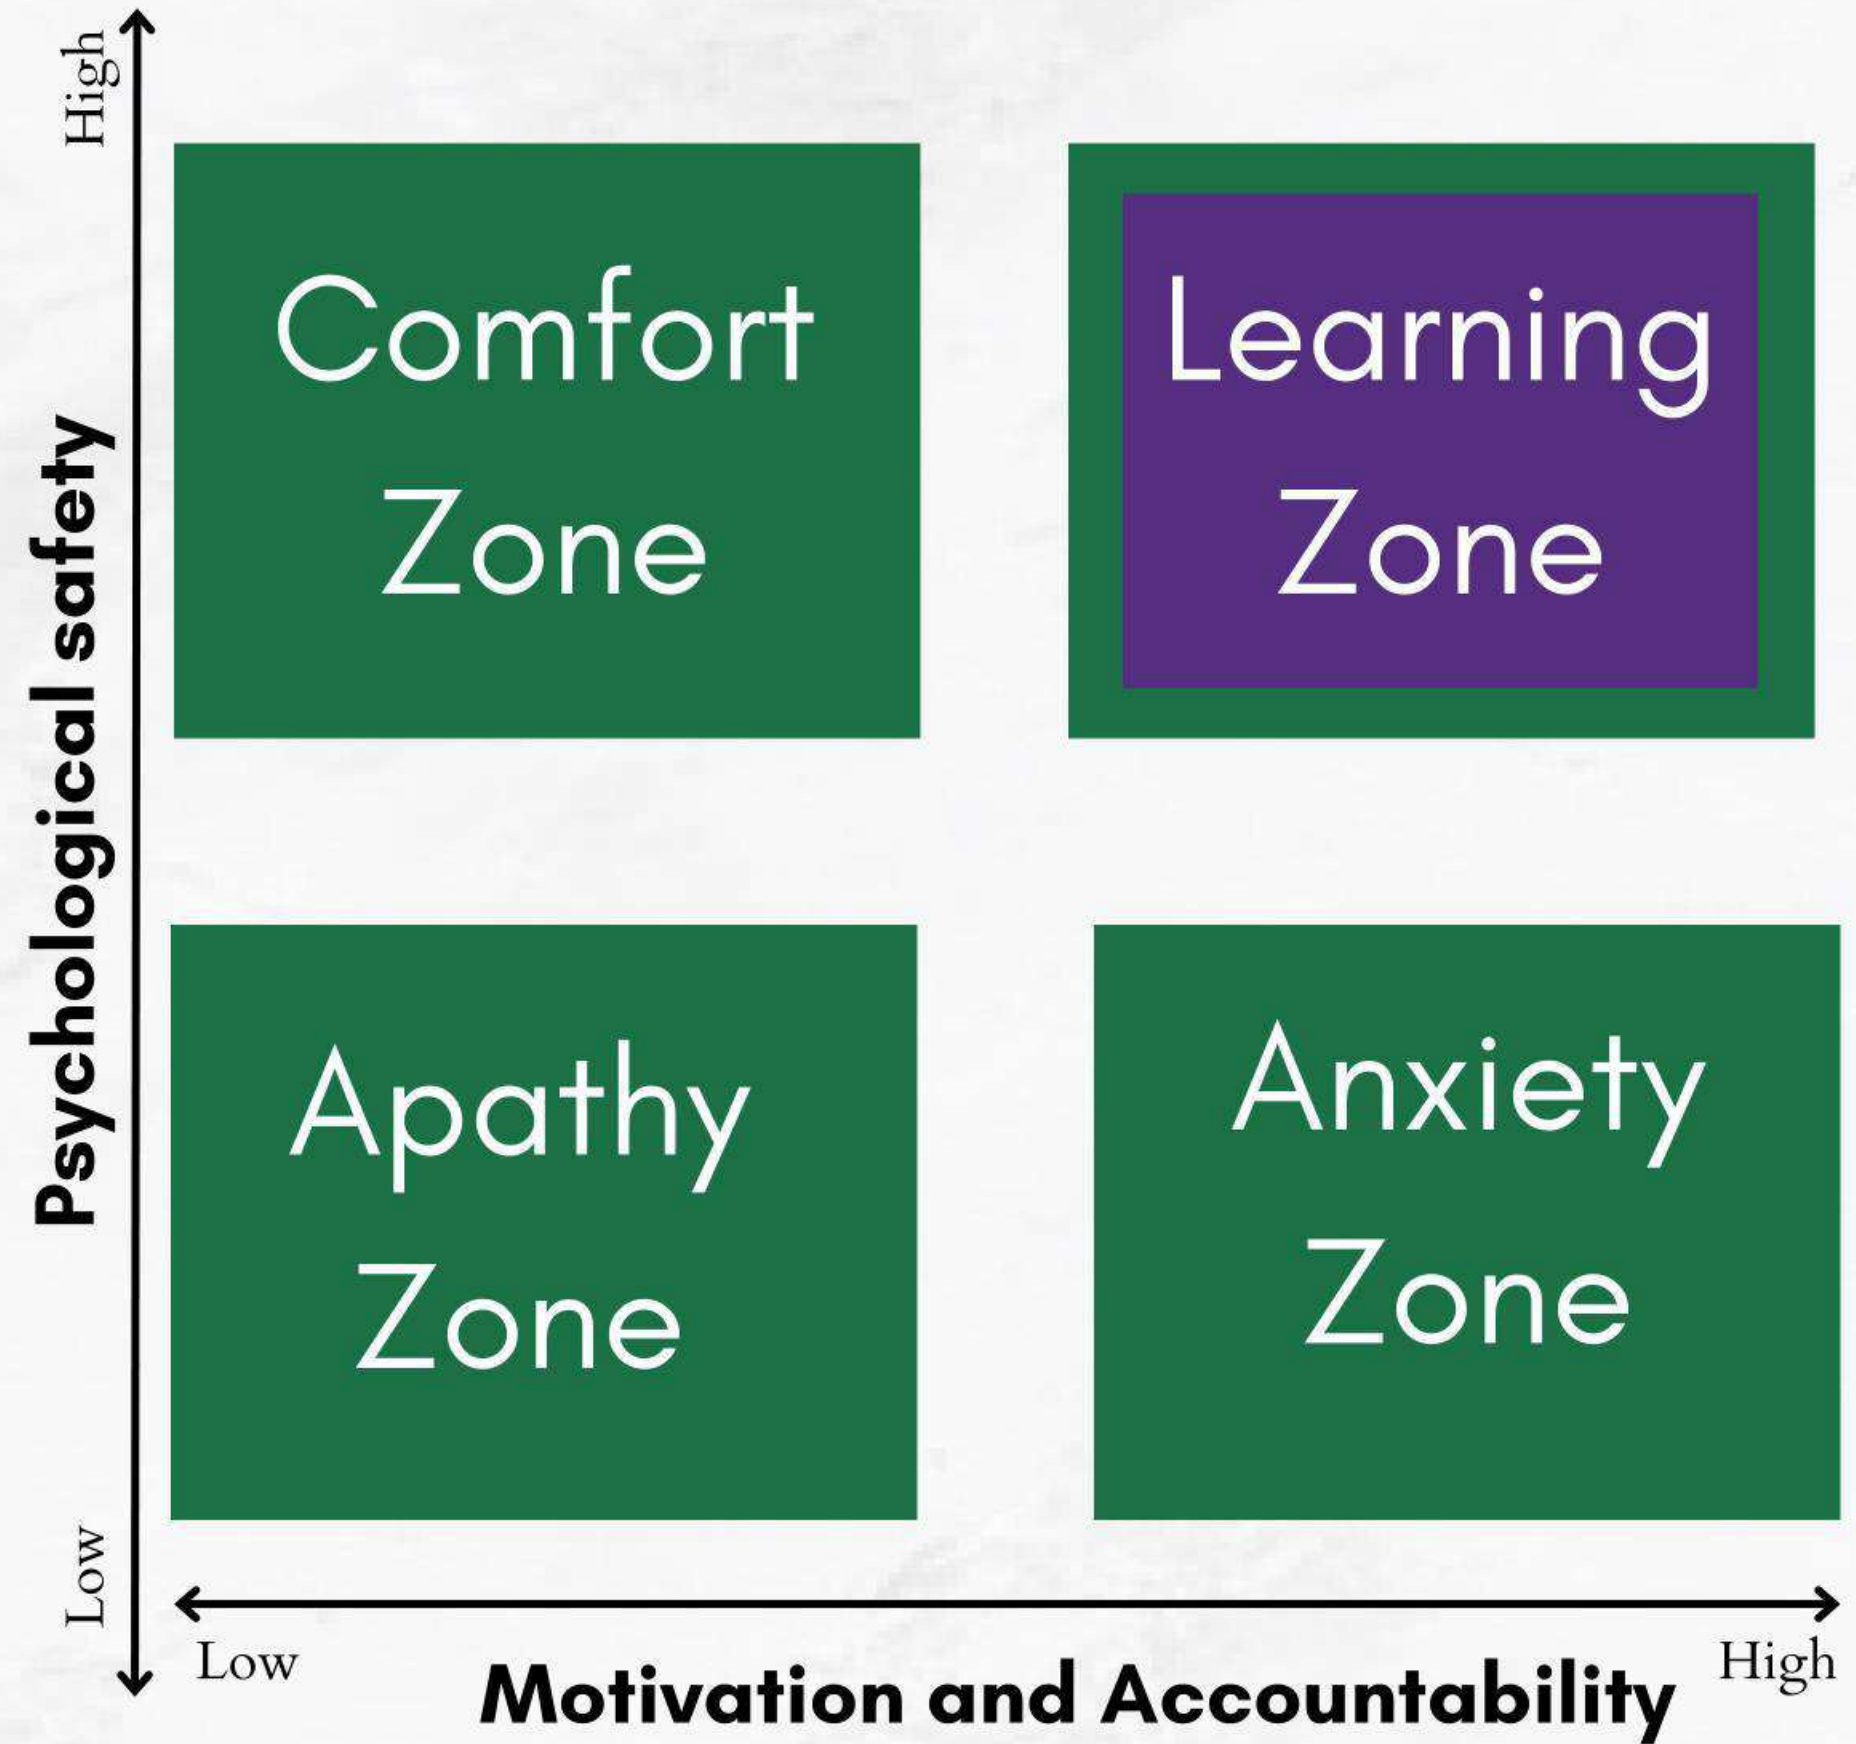 High
Comfort
Zone
Learning
Zone
Psychological safety
Apathy
Zone
Anxiety
Zone
Low
Low
High
Motivation and Accountability